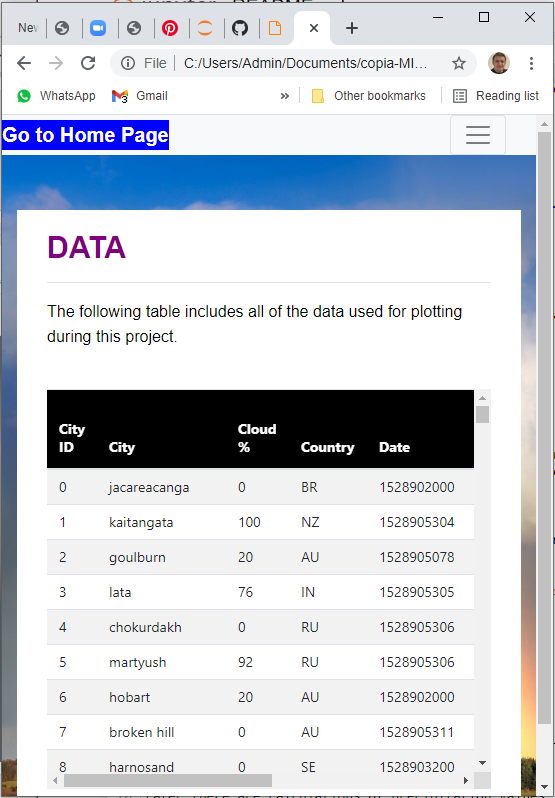 New
File
C:/Users/Admin/Documents/copia-MI...
WhatsApp
Gmail
»
Other bookmarks
Reading list
Go to Home Page
DATA
The following table includes all of the data used for plotting
during this project.
City ID City Cloud % Country Date
0 jacareacanga 0 BR 1528902000
1 kaitangata 100 NZ 1528905304
2 goulburn 20 AU 1528905078
3 lata 76 IN 1528905305
4 chokurdakh 0 RU 1528905306
5 martyush 92 RU 1528905306
6 hobart 20 AU 1528902000
7 broken hill 0 AU 1528905311
8 harnosand 0 SE 1528903200